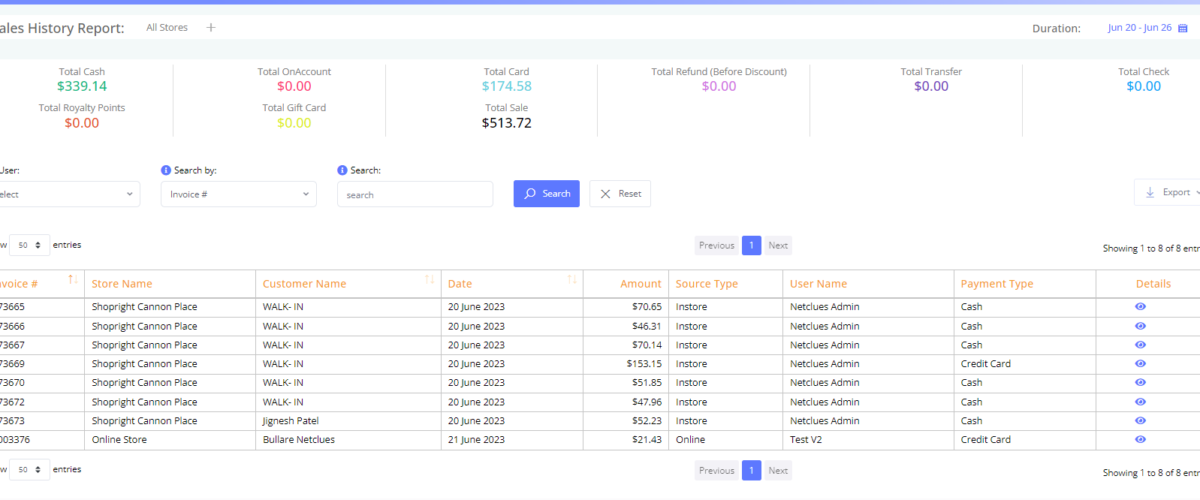 ales History Report: All Stores + Duration: Jun 20 - Jun 26
Total Cash Total OnAccount Total Card Total Refund (Before Discount) Total Transfer Total Check
$339.14 $0.00 $174.58 $0.00 $0.00 $0.00
Total Royalty Points Total Gift Card Total Sale
$0.00 $0.00 $513.72
User: Search by: Search:
elect Invoice # search Search Reset Export
w 50 entries Previous 1 Next Showing 1 to 8 of 8 entr
nvoice # Store Name Customer Name Date Amount Source Type User Name Payment Type Details
73665 Shopright Cannon Place WALK- IN 20 June 2023 $70.65 Instore Netclues Admin Cash
73666 Shopright Cannon Place WALK- IN 20 June 2023 $46.31 Instore Netclues Admin Cash
73667 Shopright Cannon Place WALK- IN 20 June 2023 $70.14 Instore Netclues Admin Cash
73669 Shopright Cannon Place WALK- IN 20 June 2023 $153.15 Instore Netclues Admin Credit Card
73670 Shopright Cannon Place WALK- IN 20 June 2023 $51.85 Instore Netclues Admin Cash
73672 Shopright Cannon Place WALK- IN 20 June 2023 $47.96 Instore Netclues Admin Cash
73673 Shopright Cannon Place Jignesh Patel 20 June 2023 $52.23 Instore Netclues Admin Cash
003376 Online Store Bullare Netclues 21 June 2023 $21.43 Online Test V2 Credit Card
w 50 entries Previous 1 Next Showing 1 to 8 of 8 entr